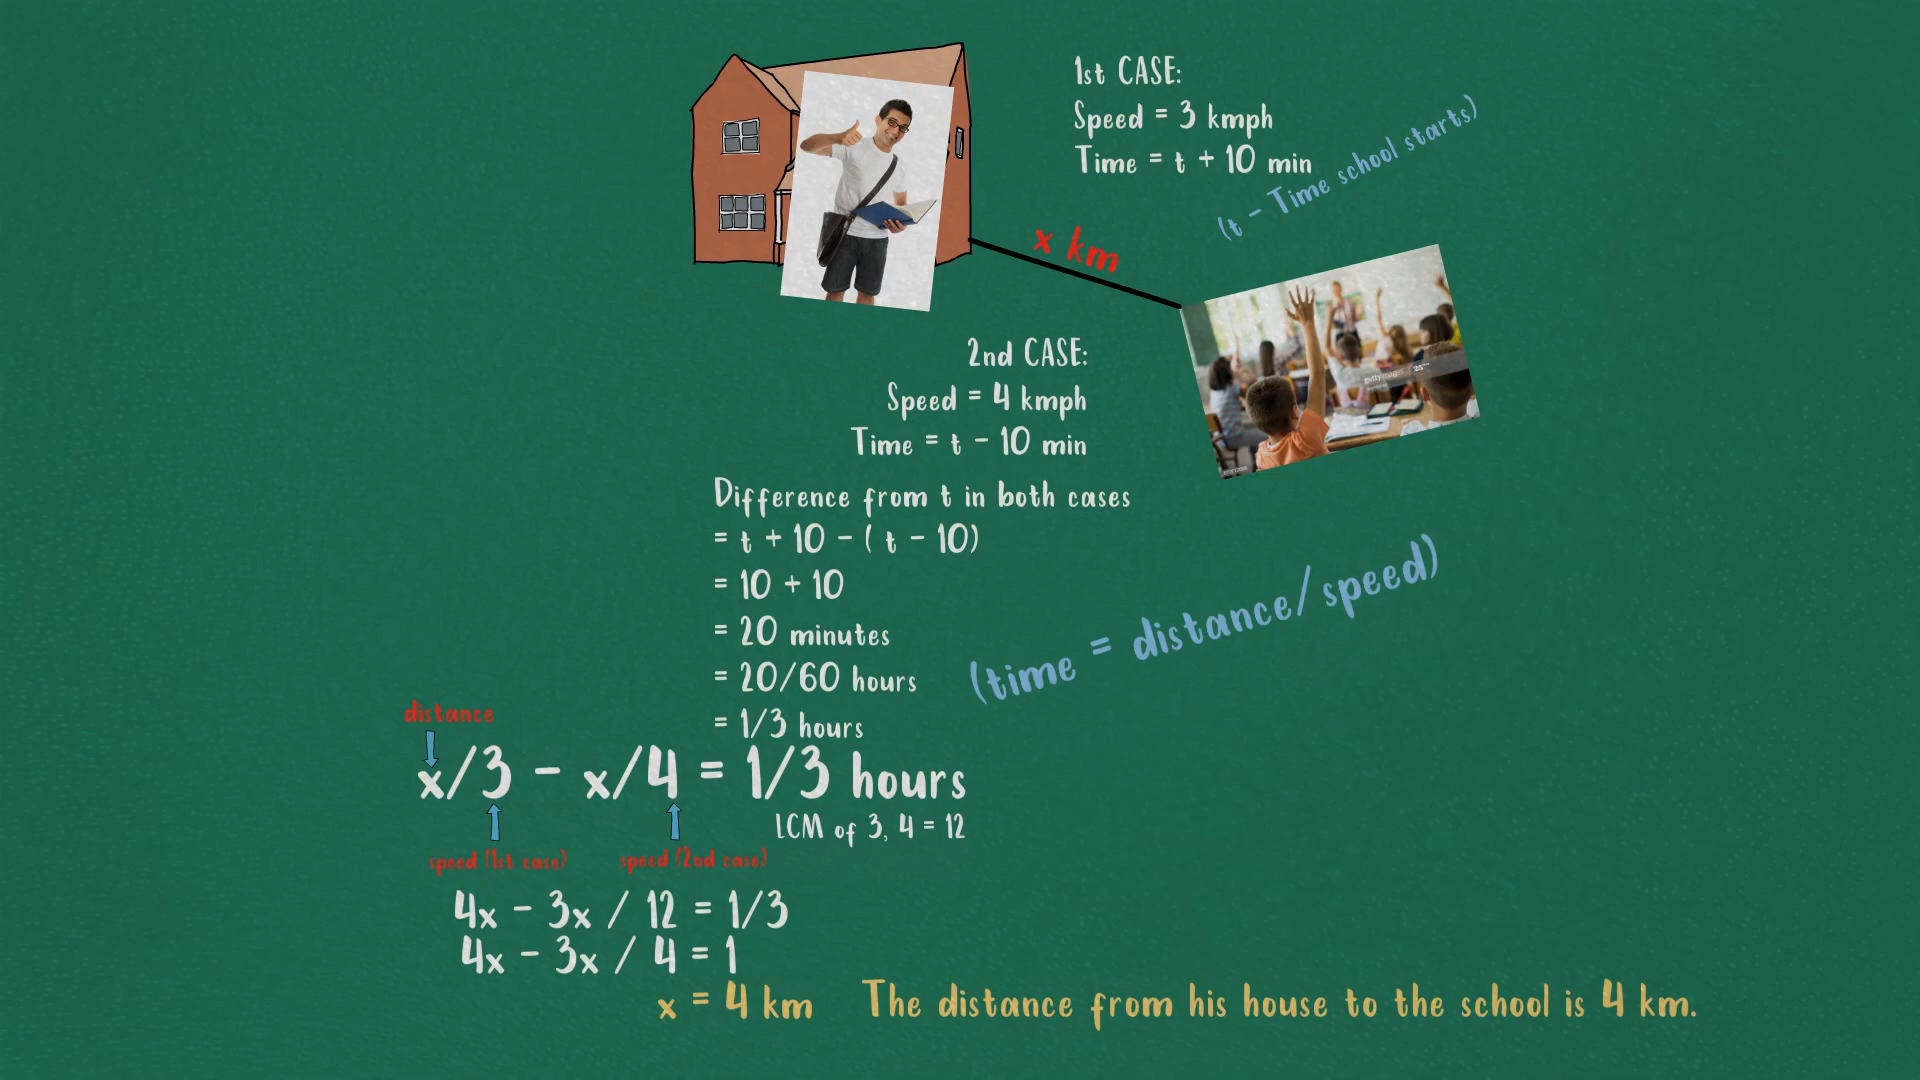 1st CASE:
Speed = 3 kmph
Time = t + 10 min
(t - Time school starts)
x km
2nd CASE:
Speed = 4 kmph
Time = t - 10 min
Difference from t in both cases
= t + 10 - ( t - 10)
= 10 + 10
= 20 minutes
= 20/60 hours
= 1/3 hours
(time = distance/speed)
distance
x/3 - x/4 = 1/3 hours
LCM of 3, 4 = 12
speed (1st case)
speed (2nd case)
4x - 3x / 12 = 1/3
4x - 3x / 4 = 1
x = 4 km
The distance from his house to the school is 4 km.
gettyimages